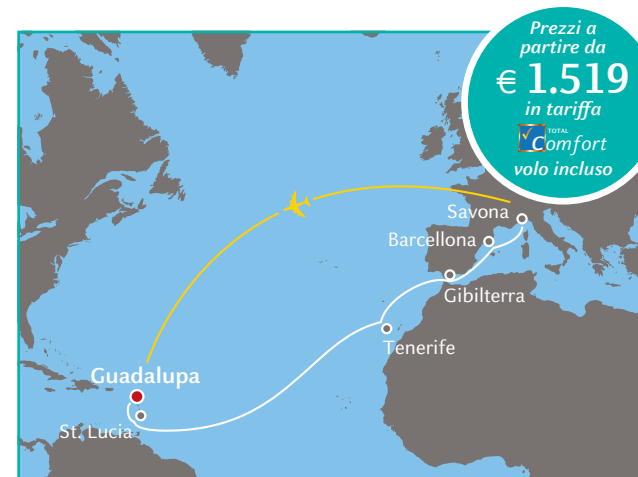 Prezzi a
partire da
€ 1.519
in tariffa
TOTAL
Comfort
volo incluso
Savona
Barcellona
Gibilterra
Tenerife
Guadalupa
St. Lucia